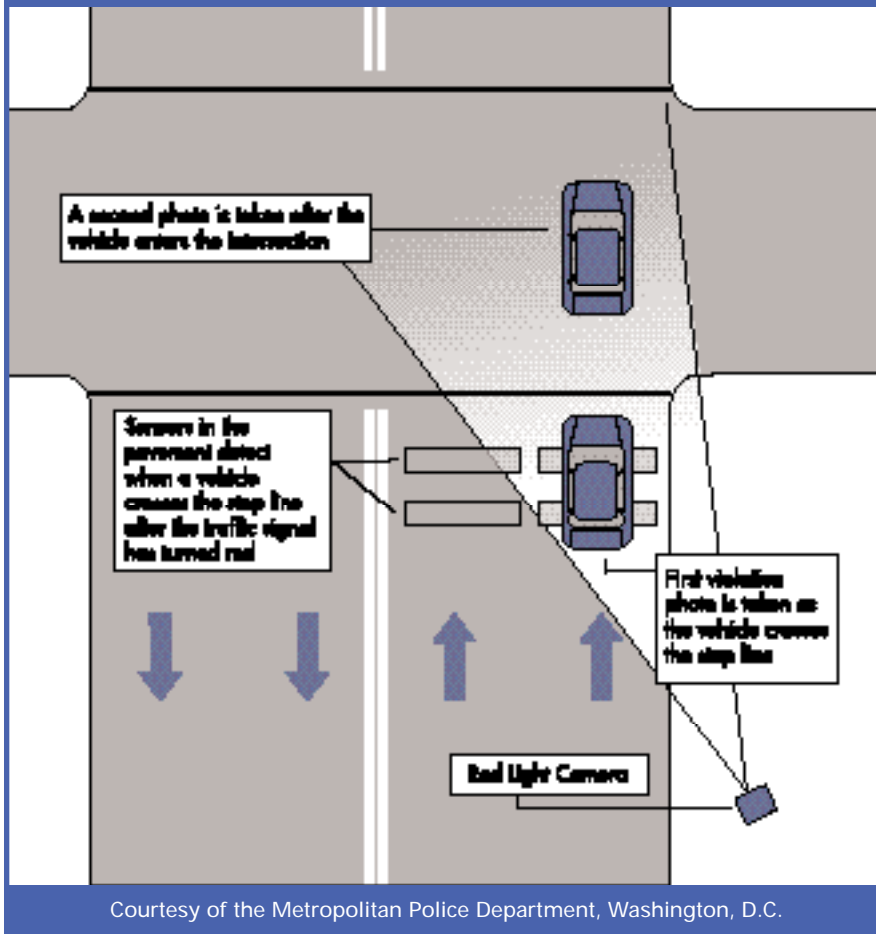 A second photo is taken after the
vehicle enters the intersection
Sensors in the
pavement detect
when a vehicle
crosses the stop line
after the traffic signal
has turned red
First violation
photo is taken as
the vehicle crosses
the stop line
Red Light Camera
Courtesy of the Metropolitan Police Department, Washington, D.C.